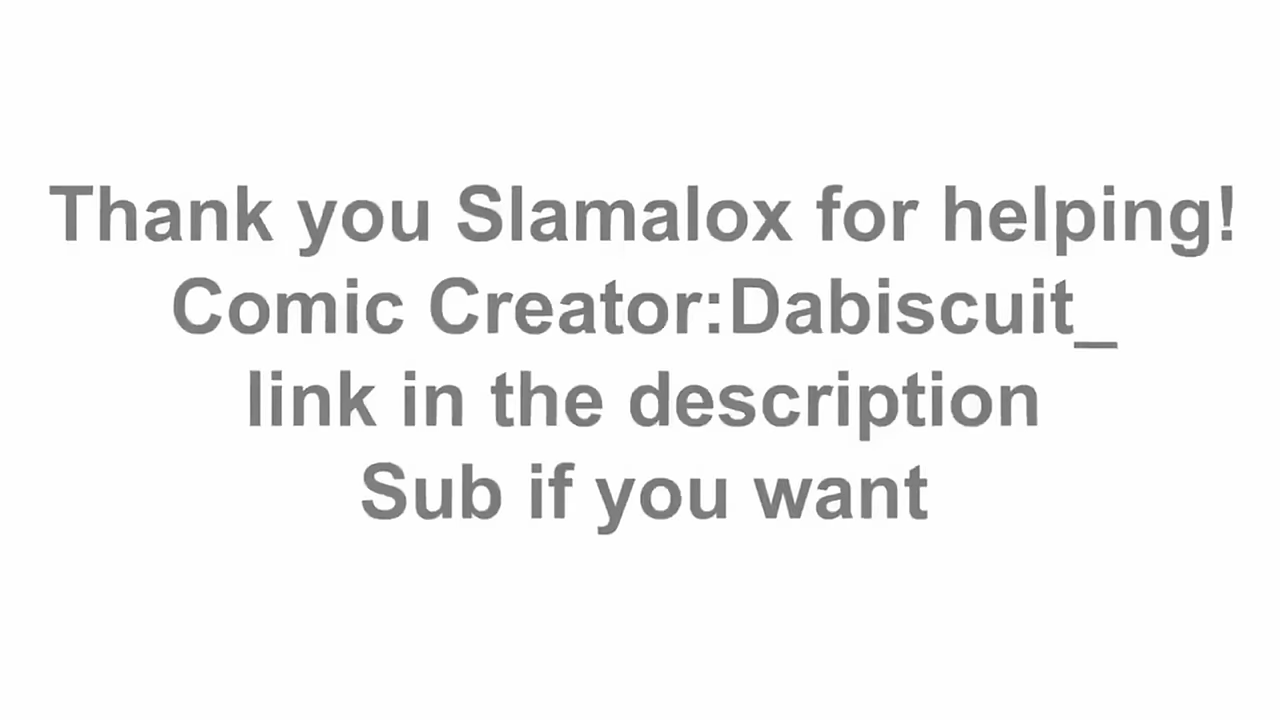 Thank you Slamalox for helping!
Comic Creator:Dabiscuit_
link in the description
Sub if you want